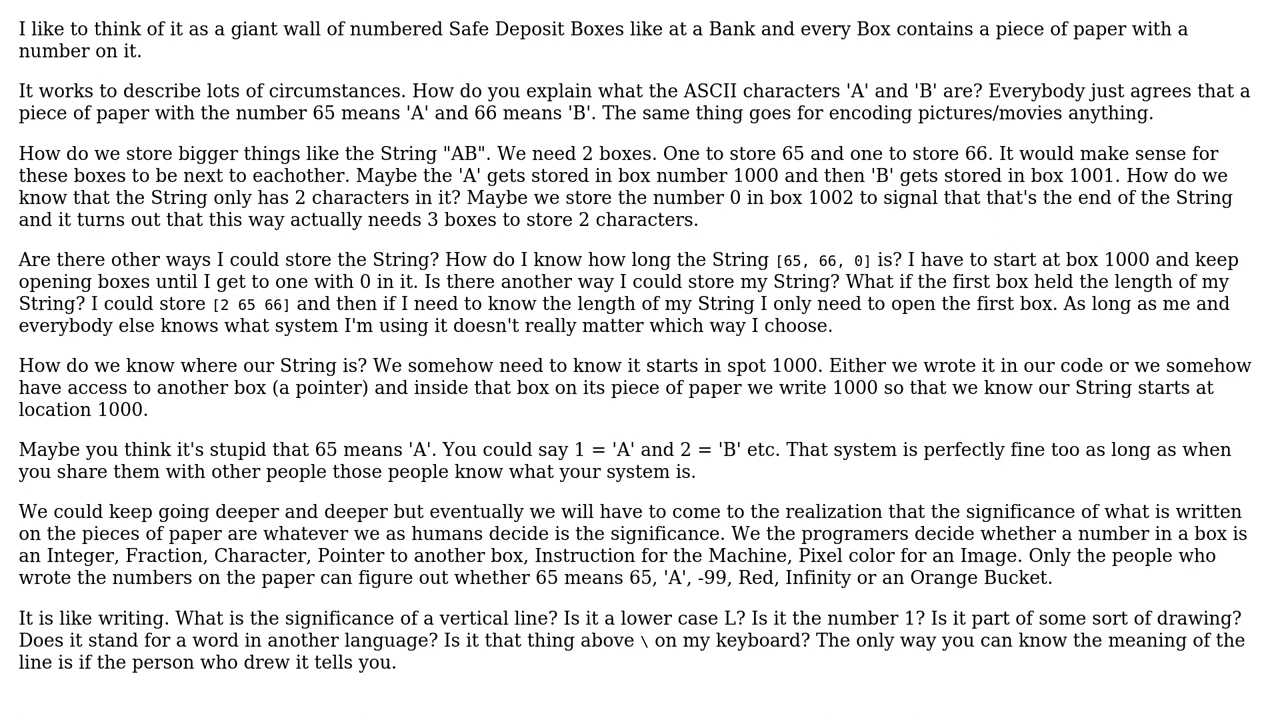 I like to think of it as a giant wall of numbered Safe Deposit Boxes like at a Bank and every Box contains a piece of paper with a
number on it.
It works to describe lots of circumstances. How do you explain what the ASCII characters 'A' and 'B' are? Everybody just agrees that a
piece of paper with the number 65 means 'A' and 66 means 'B'. The same thing goes for encoding pictures/movies anything.
How do we store bigger things like the String "AB". We need 2 boxes. One to store 65 and one to store 66. It would make sense for
these boxes to be next to eachother. Maybe the 'A' gets stored in box number 1000 and then 'B' gets stored in box 1001. How do we
know that the String only has 2 characters in it? Maybe we store the number 0 in box 1002 to signal that that's the end of the String
and it turns out that this way actually needs 3 boxes to store 2 characters.
Are there other ways I could store the String? How do I know how long the String [65, 66, 0] is? I have to start at box 1000 and keep
opening boxes until I get to one with 0 in it. Is there another way I could store my String? What if the first box held the length of my
String? I could store [2 65 66] and then if I need to know the length of my String I only need to open the first box. As long as me and
everybody else knows what system I'm using it doesn't really matter which way I choose.
How do we know where our String is? We somehow need to know it starts in spot 1000. Either we wrote it in our code or we somehow
have access to another box (a pointer) and inside that box on its piece of paper we write 1000 so that we know our String starts at
location 1000.
Maybe you think it's stupid that 65 means 'A'. You could say 1 = 'A' and 2 = 'B' etc. That system is perfectly fine too as long as when
you share them with other people those people know what your system is.
We could keep going deeper and deeper but eventually we will have to come to the realization that the significance of what is written
on the pieces of paper are whatever we as humans decide is the significance. We the programers decide whether a number in a box is
an Integer, Fraction, Character, Pointer to another box, Instruction for the Machine, Pixel color for an Image. Only the people who
wrote the numbers on the paper can figure out whether 65 means 65, 'A', -99, Red, Infinity or an Orange Bucket.
It is like writing. What is the significance of a vertical line? Is it a lower case L? Is it the number 1? Is it part of some sort of drawing?
Does it stand for a word in another language? Is it that thing above \ on my keyboard? The only way you can know the meaning of the
line is if the person who drew it tells you.